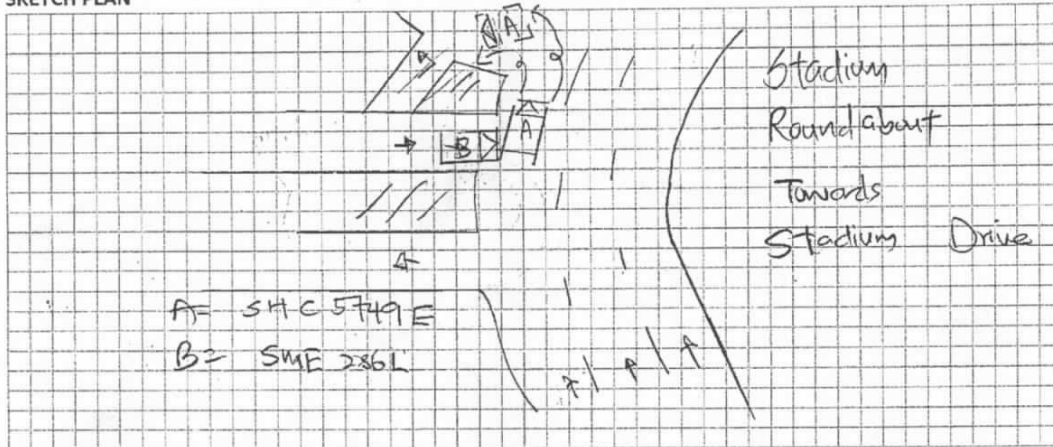 SKETCH PLAN
A
A
B
Stadium
Roundabout
Towards
Stadium Drive
A= SHC 5749E
B= SME 286L